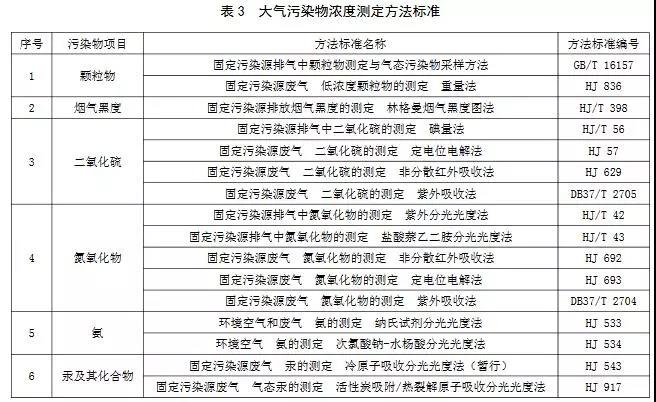 表 3 大气污染物浓度测定方法标准
序号 污染物项目 方法标准名称 方法标准编号
1 颗粒物 固定污染源排气中颗粒物测定与气态污染物采样方法 GB/T 16157
固定污染源废气 低浓度颗粒物的测定 重量法 HJ 836
2 烟气黑度 固定污染源排放烟气黑度的测定 林格曼烟气黑度图法 HJ/T 398
3 二氧化硫 固定污染源排气中二氧化硫的测定 碘量法 HJ/T 56
固定污染源废气 二氧化硫的测定 定电位电解法 HJ 57
固定污染源废气 二氧化硫的测定 非分散红外吸收法 HJ 629
固定污染源废气 二氧化硫的测定 紫外吸收法 DB37/T 2705
4 氮氧化物 固定污染源排气中氮氧化物的测定 紫外分光光度法 HJ/T 42
固定污染源排气中氮氧化物的测定 盐酸萘乙二胺分光光度法 HJ/T 43
固定污染源废气 氮氧化物的测定 非分散红外吸收法 HJ 692
固定污染源废气 氮氧化物的测定 定电位电解法 HJ 693
固定污染源废气 氮氧化物的测定 紫外吸收法 DB37/T 2704
5 氨 环境空气和废气 氨的测定 纳氏试剂分光光度法 HJ 533
环境空气 氨的测定 次氯酸钠-水杨酸分光光度法 HJ 534
6 汞及其化合物 固定污染源废气 汞的测定 冷原子吸收分光光度法（暂行） HJ 543
固定污染源废气 气态汞的测定 活性炭吸附/热裂解原子吸收分光光度法 HJ 917